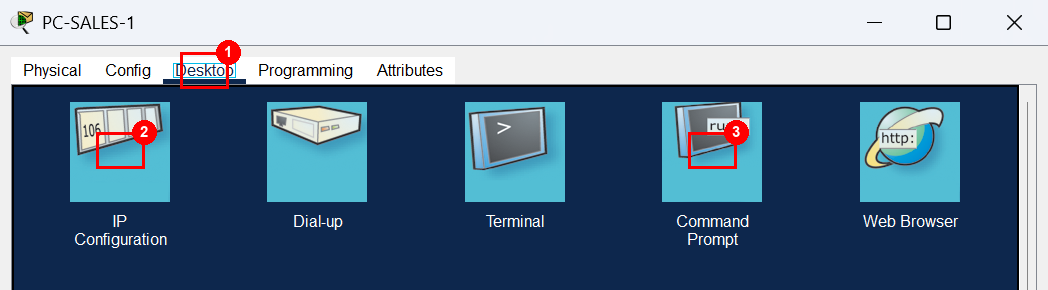 PC-SALES-1
1
Physical Config Desktop Programming Attributes
106
2
>
3
http:
IP
Configuration
Dial-up
Terminal
Command
Prompt
Web Browser